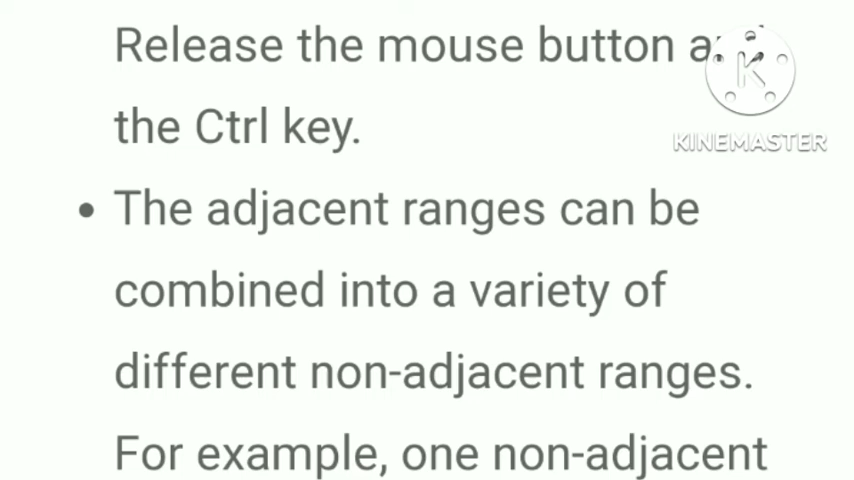 Release the mouse button and
the Ctrl key.
KINEMASTER
• The adjacent ranges can be
combined into a variety of
different non-adjacent ranges.
For example, one non-adjacent